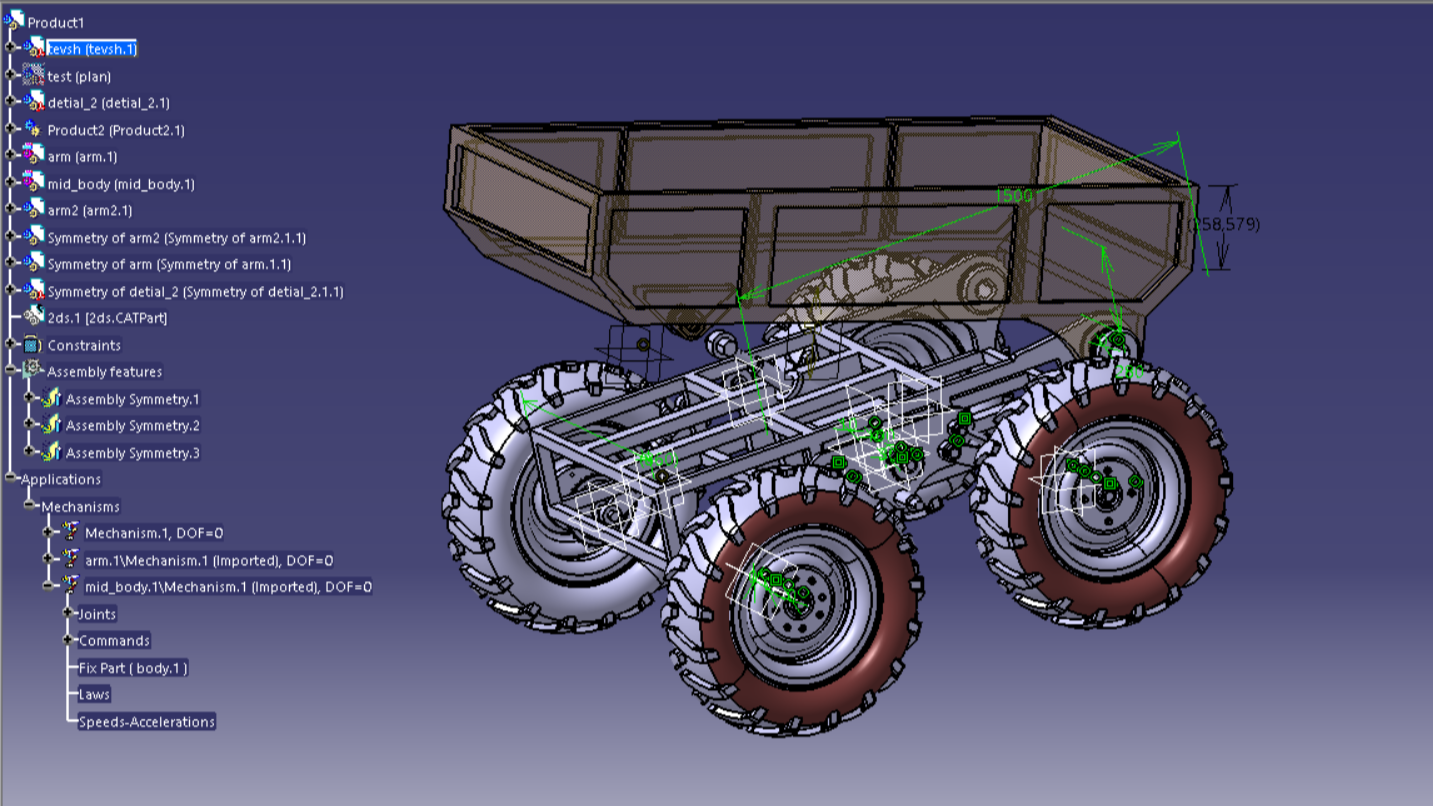 Product1
tevsh (tevsh.1)
test (plan)
detial_2 (detial_2.1)
Product2 (Product2.1)
arm (arm.1)
mid_body (mid_body.1)
arm2 (arm2.1)
Symmetry of arm2 (Symmetry of arm2.1.1)
Symmetry of arm (Symmetry of arm.1.1)
Symmetry of detial_2 (Symmetry of detial_2.1.1)
2ds.1 [2ds.CATPart]
Constraints
Assembly features
Assembly Symmetry.1
Assembly Symmetry.2
Assembly Symmetry.3
Applications
Mechanisms
Mechanism.1, DOF=0
arm.1\Mechanism.1 (Imported), DOF=0
mid_body.1\Mechanism.1 (Imported), DOF=0
Joints
Commands
Fix Part ( body.1 )
Laws
Speeds-Accelerations
1500